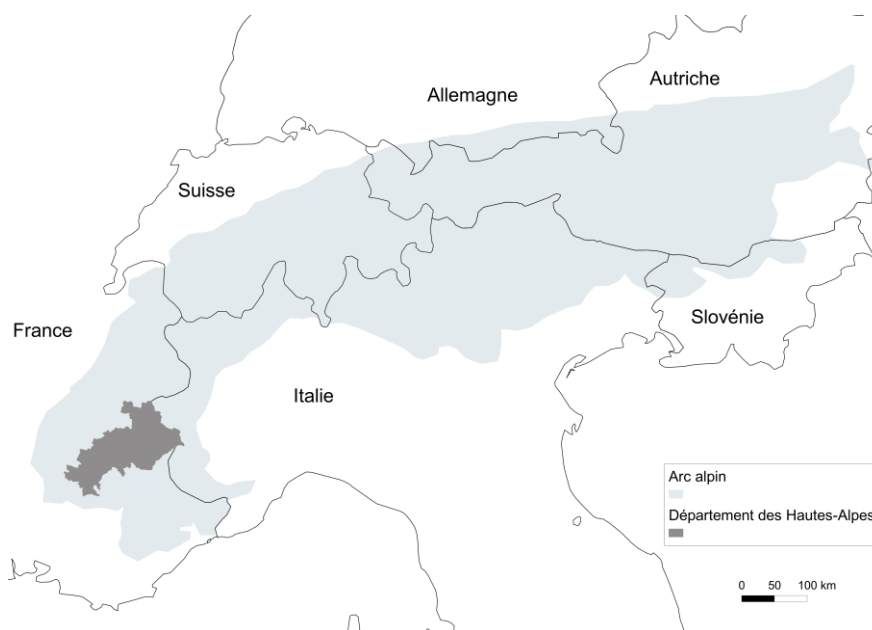 Autriche
Allemagne
Suisse
France
Slovénie
Italie
Arc alpin
Département des Hautes-Alpes
0 50 100 km